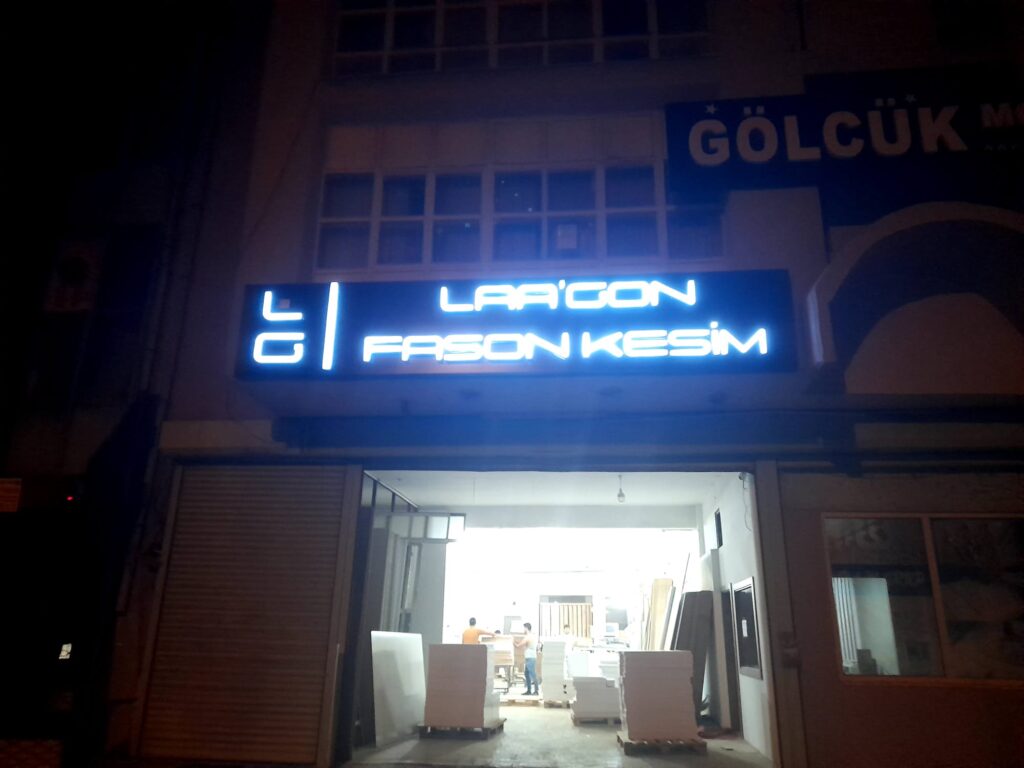 GÖLCÜK
L
G
LAA'GON
FASON KESİM